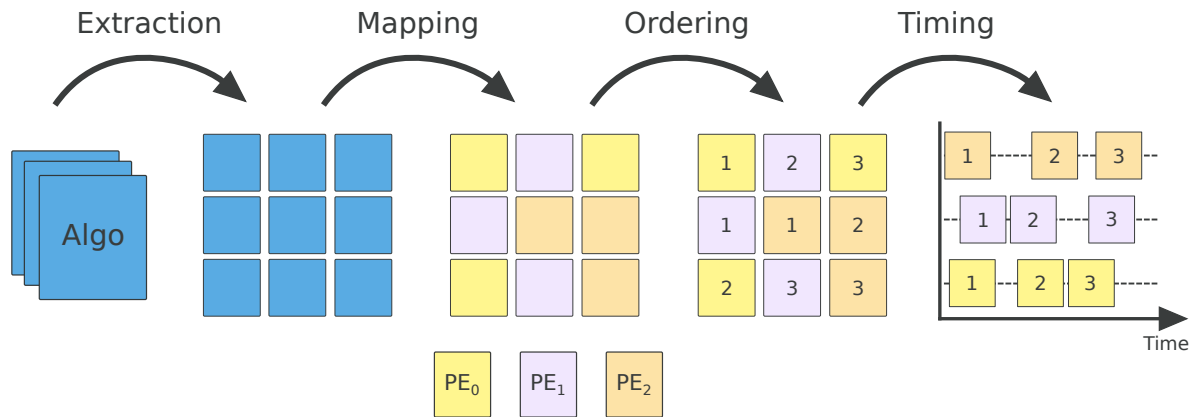 Extraction Mapping Ordering Timing
Algo
1 2 3
1 1 2
2 3 3
1 2 3
1 2 3
1 2 3
Time
PE₀ PE₁ PE₂